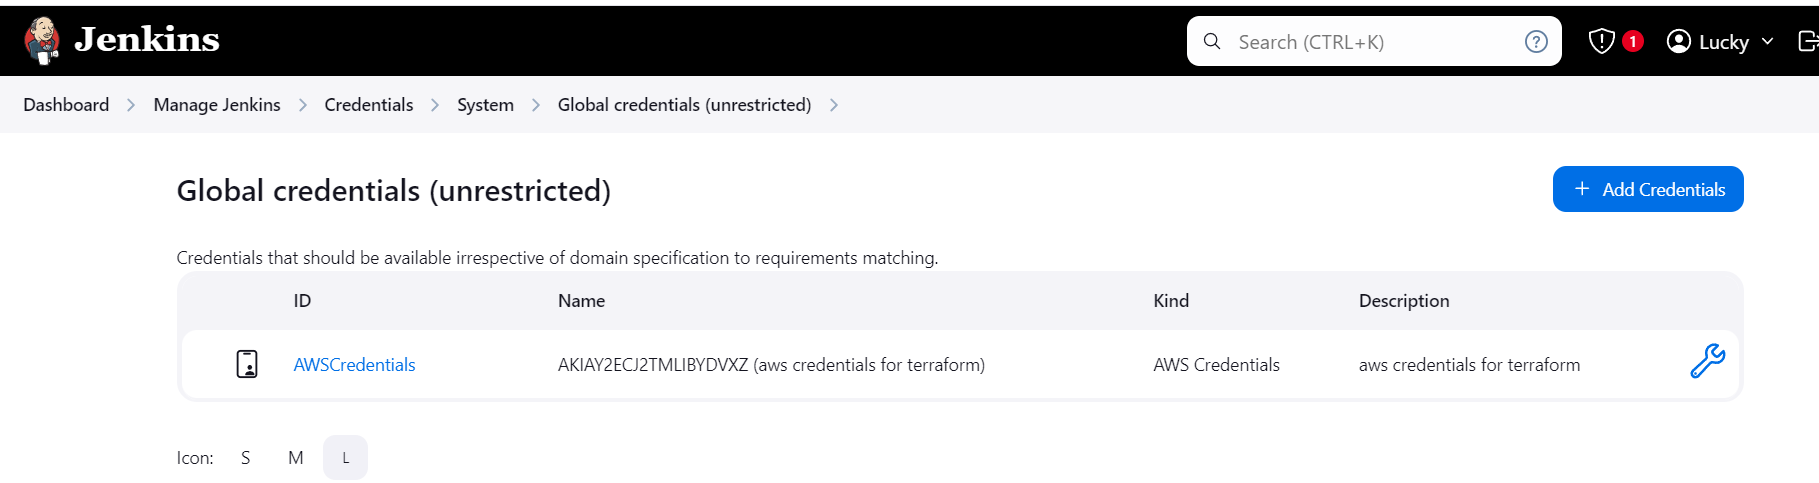 Jenkins
Search (CTRL+K)
1
Lucky
Dashboard Manage Jenkins Credentials System Global credentials (unrestricted)
Global credentials (unrestricted)
+ Add Credentials
Credentials that should be available irrespective of domain specification to requirements matching.
ID Name Kind Description
AWSCredentials AKIAY2ECJ2TMLIBYDVXZ (aws credentials for terraform) AWS Credentials aws credentials for terraform
Icon: S M L